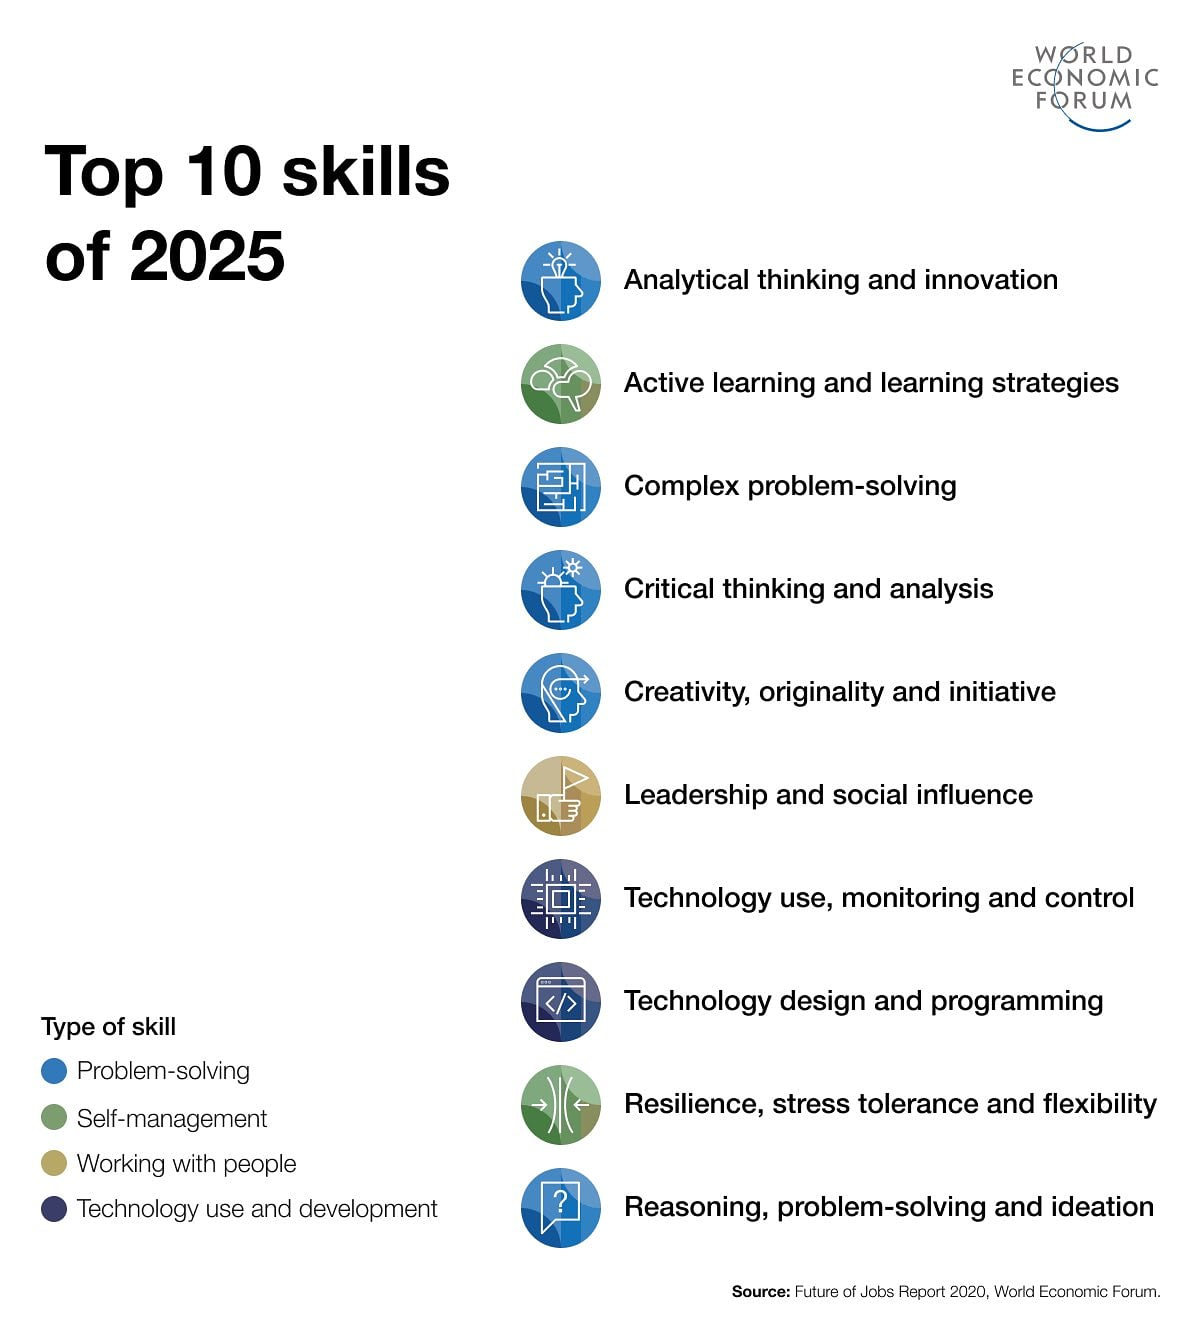 WORLD
ECONOMIC
FORUM
Top 10 skills
of 2025
Analytical thinking and innovation
Active learning and learning strategies
Complex problem-solving
Critical thinking and analysis
Creativity, originality and initiative
Leadership and social influence
Technology use, monitoring and control
Technology design and programming
Resilience, stress tolerance and flexibility
?
Reasoning, problem-solving and ideation
Type of skill
Problem-solving
Self-management
Working with people
Technology use and development
Source: Future of Jobs Report 2020, World Economic Forum.